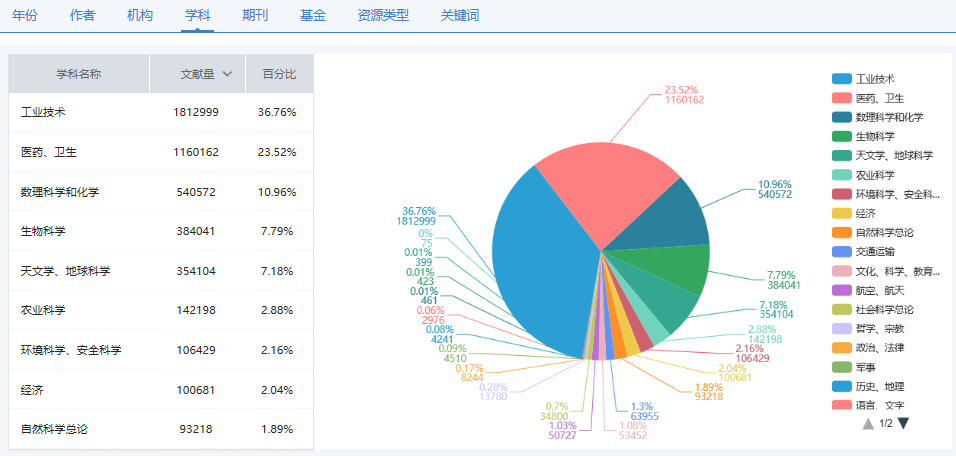 年份 作者 机构 学科 期刊 基金 资源类型 关键词
学科名称 文献量 百分比
工业技术 1812999 36.76%
医药、卫生 1160162 23.52%
数理科学和化学 540572 10.96%
生物科学 384041 7.79%
天文学、地球科学 354104 7.18%
农业科学 142198 2.88%
环境科学、安全科学 106429 2.16%
经济 100681 2.04%
自然科学总论 93218 1.89%
23.52%
1160162
10.96%
540572
7.79%
384041
7.18%
354104
2.88%
142198
2.16%
106429
2.04%
100681
1.89%
93218
1.3%
63955
1.08%
53452
1.03%
50727
0.7%
34800
0.28%
13780
0.17%
8244
0.09%
4510
0.08%
4241
0.06%
2976
0.01%
461
0.01%
423
0.01%
399
0%
75
36.76%
1812999
工业技术
医药、卫生
数理科学和化学
生物科学
天文学、地球科学
农业科学
环境科学、安全科...
经济
自然科学总论
交通运输
文化、科学、教育...
航空、航天
社会科学总论
哲学、宗教
政治、法律
军事
历史、地理
语言、文字
1/2